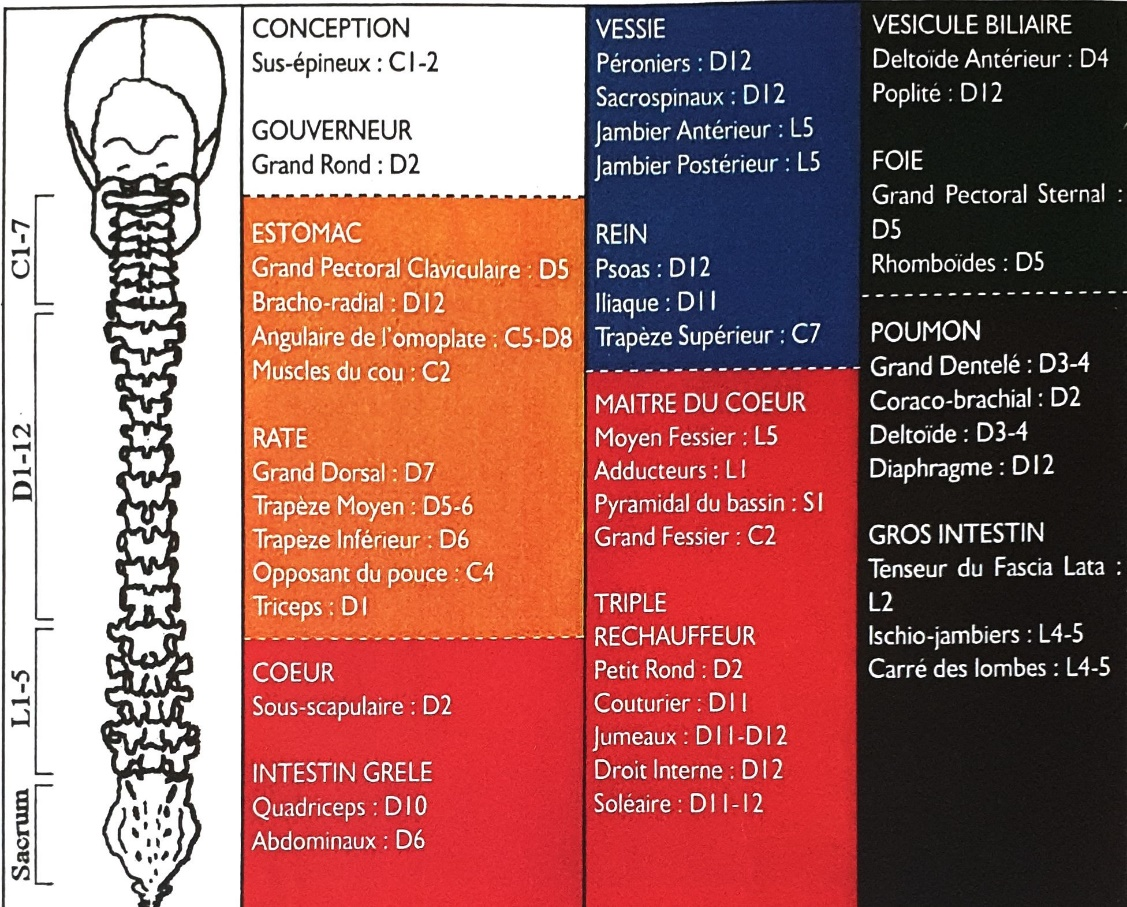 C1-7
D1-12
L1-5
Sacrum
CONCEPTION
Sus-épineux : C1-2
GOUVERNEUR
Grand Rond : D2
ESTOMAC
Grand Pectoral Claviculaire : D5
Bracho-radial : D12
Angulaire de l'omoplate : C5-D8
Muscles du cou : C2
RATE
Grand Dorsal : D7
Trapèze Moyen : D5-6
Trapèze Inférieur : D6
Opposant du pouce : C4
Triceps : D1
COEUR
Sous-scapulaire : D2
INTESTIN GRELE
Quadriceps : D10
Abdominaux : D6
VESSIE
Péroniers : D12
Sacrospinaux : D12
Jambier Antérieur : L5
Jambier Postérieur : L5
REIN
Psoas : D12
Iliaque : D11
Trapèze Supérieur : C7
MAITRE DU COEUR
Moyen Fessier : L5
Adducteurs : L1
Pyramidal du bassin : S1
Grand Fessier : C2
TRIPLE
RECHAUFFEUR
Petit Rond : D2
Couturier : D11
Jumeaux : D11-D12
Droit Interne : D12
Soléaire : D11-12
VESICULE BILIAIRE
Deltoïde Antérieur : D4
Poplité : D12
FOIE
Grand Pectoral Sternal :
D5
Rhomboïdes : D5
POUMON
Grand Dentelé : D3-4
Coraco-brachial : D2
Deltoïde : D3-4
Diaphragme : D12
GROS INTESTIN
Tenseur du Fascia Lata :
L2
Ischio-jambiers : L4-5
Carré des lombes : L4-5